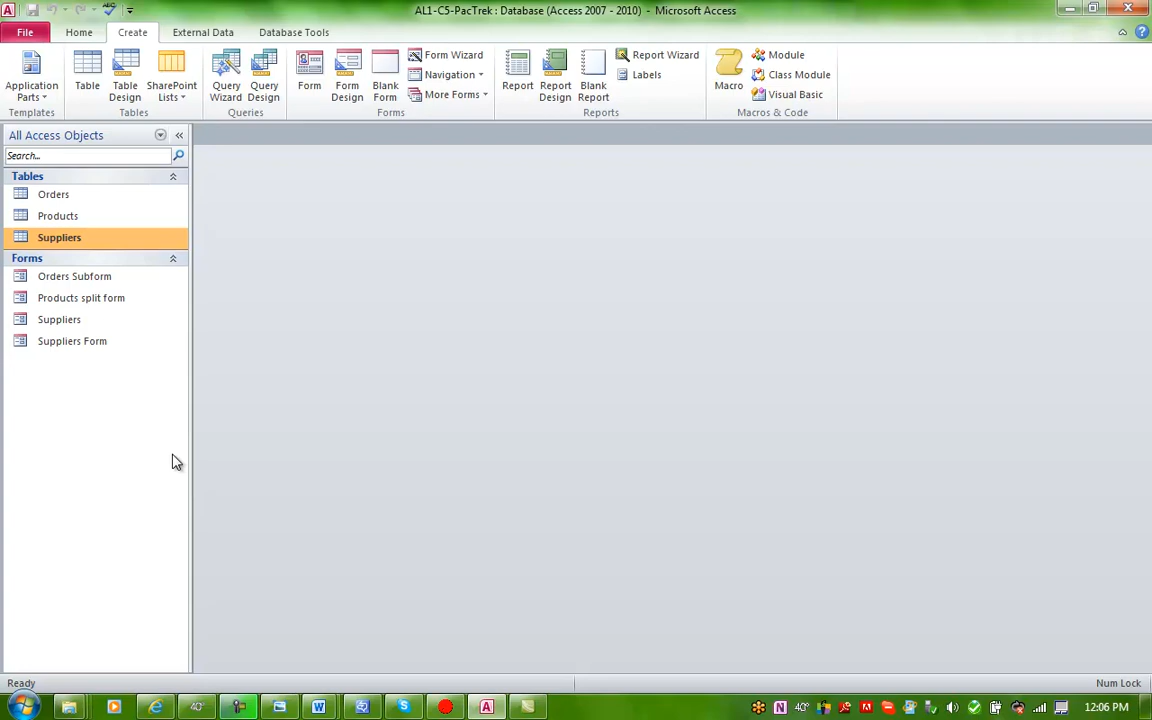 AL1-C5-PacTrek : Database (Access 2007 - 2010) - Microsoft Access
File Home Create External Data Database Tools
Application Parts
Table
Table Design
SharePoint Lists
Query Wizard
Query Design
Form
Form Design
Blank Form
Form Wizard
Navigation
More Forms
Report
Report Design
Blank Report
Report Wizard
Labels
Macro
Module
Class Module
Visual Basic
Templates Tables Queries Forms Reports Macros & Code
All Access Objects
Search...
Tables
Orders
Products
Suppliers
Forms
Orders Subform
Products split form
Suppliers
Suppliers Form
Ready Num Lock
40° 40° 12:06 PM